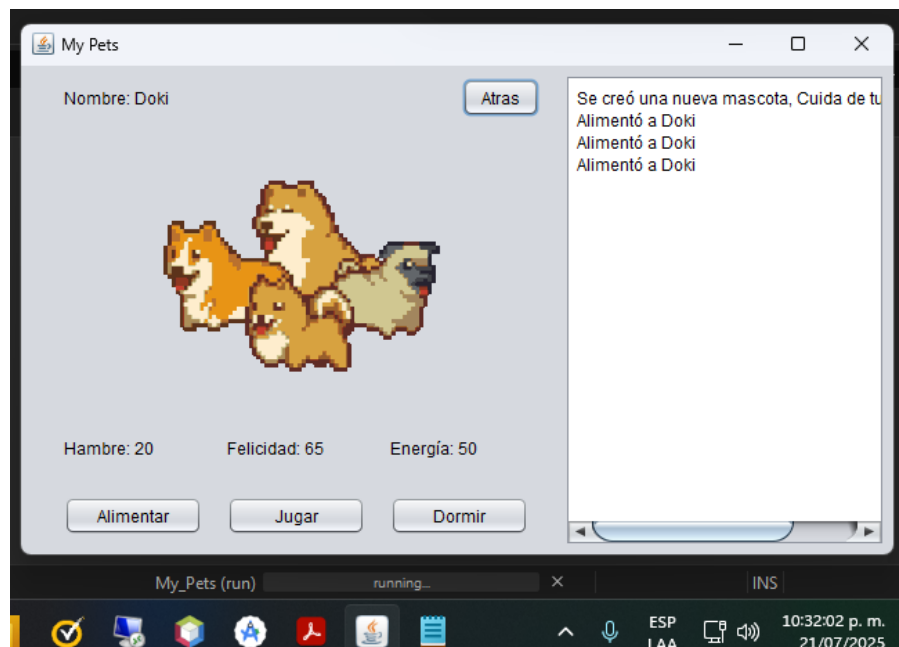 My Pets
Nombre: Doki
Atras
Se creó una nueva mascota, Cuida de tu
Alimentó a Doki
Alimentó a Doki
Alimentó a Doki
Hambre: 20
Felicidad: 65
Energía: 50
Alimentar
Jugar
Dormir
My_Pets (run)
running...
INS
ESP
LAA
10:32:02 p. m.
21/07/2025